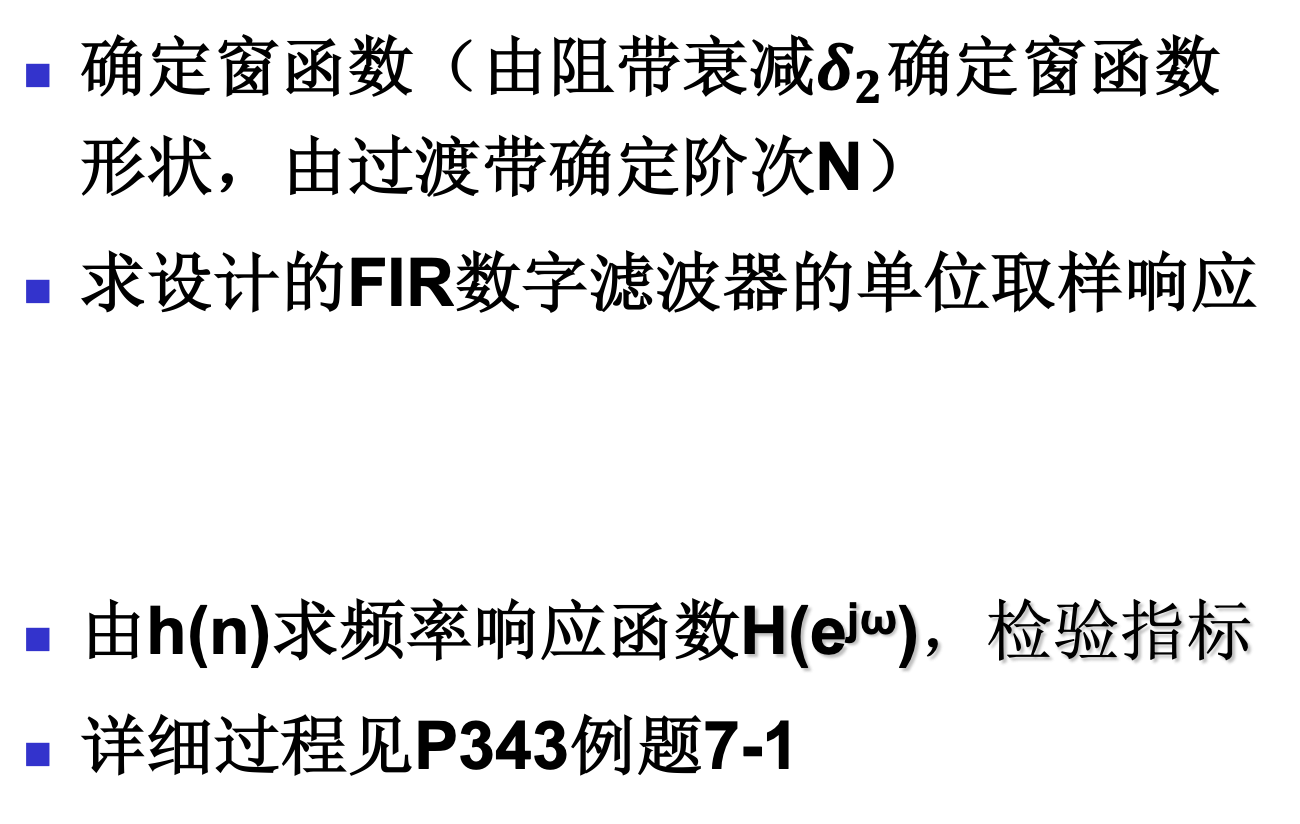 ▪ 确定窗函数（由阻带衰减δ₂确定窗函数
形状，由过渡带确定阶次N）
▪ 求设计的FIR数字滤波器的单位取样响应
▪ 由h(n)求频率响应函数H(eʲω)，检验指标
▪ 详细过程见P343例题7-1